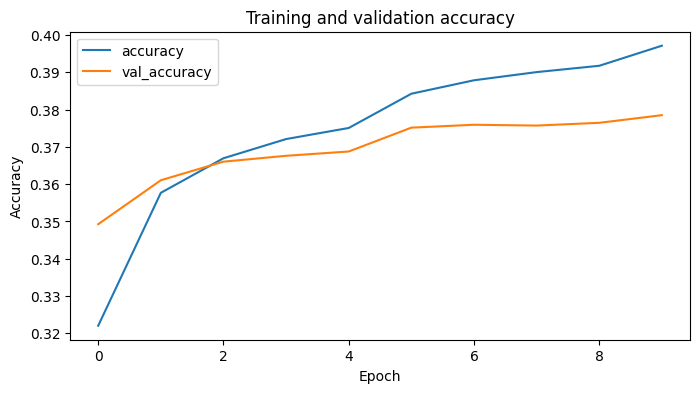 Training and validation accuracy
accuracy
val_accuracy
Accuracy
0.40
0.39
0.38
0.37
0.36
0.35
0.34
0.33
0.32
0 2 4 6 8
Epoch